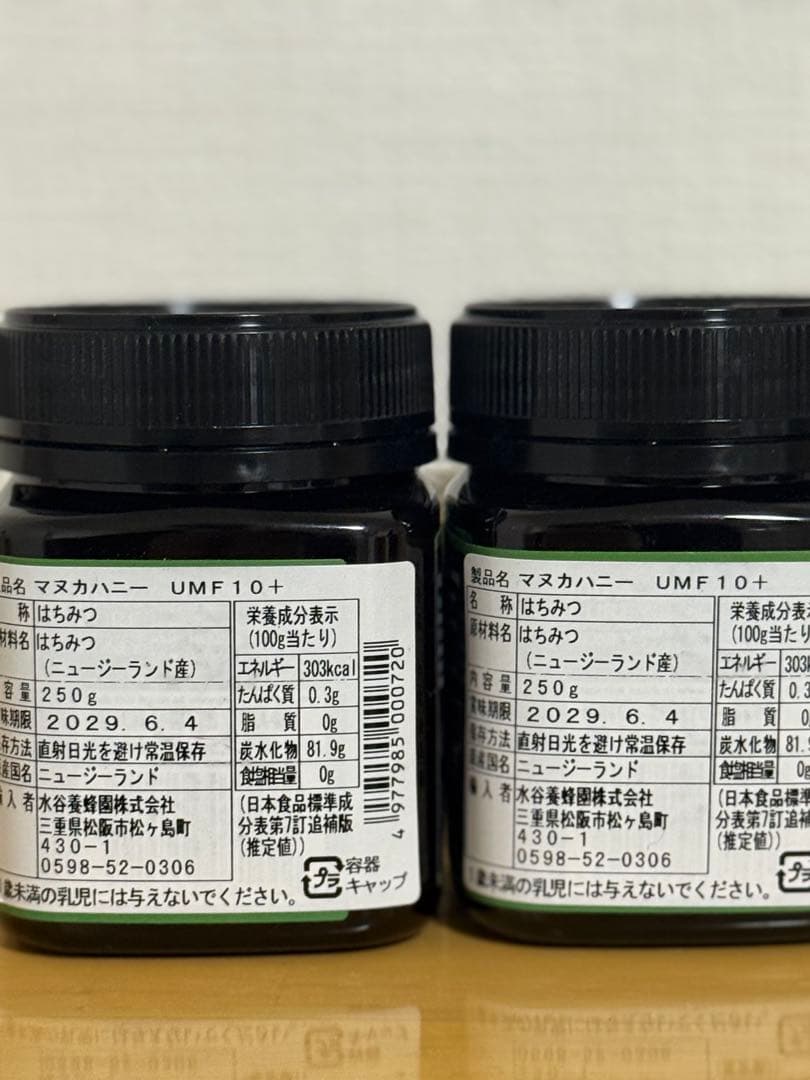 品名 マヌカハニー UMF10+
称 はちみつ
材料名 はちみつ
(ニュージーランド産)
容量 250g
味期限 2029. 6. 4
存方法 直射日光を避け常温保存
産国名 ニュージーランド
輸入者 水谷養蜂園株式会社
三重県松阪市松ヶ島町
430-1
0598-52-0306
歳未満の乳児には与えないでください。
栄養成分表示
(100g当たり)
エネルギー 303kcal
たんぱく質 0.3g
脂質 0g
炭水化物 81.9g
食塩相当量 0g
(日本食品標準成
分表第7訂追補版
(推定値))
プラ 容器
キャップ
4 977985 000720
製品名 マヌカハニー UMF10+
名称 はちみつ
原材料名 はちみつ
(ニュージーランド産)
内容量 250g
賞味期限 2029. 6. 4
保存方法 直射日光を避け常温保存
原産国名 ニュージーランド
輸入者 水谷養蜂園株式会社
三重県松阪市松ヶ島町
430-1
0598-52-0306
1歳未満の乳児には与えないでください。
栄養成分表
(100g当たり
エネルギー 303
たんぱく質 0.3
脂質 0
炭水化物 81.9
食塩相当量 0g
(日本食品標準
分表第7訂追補
(推定値))
プラ